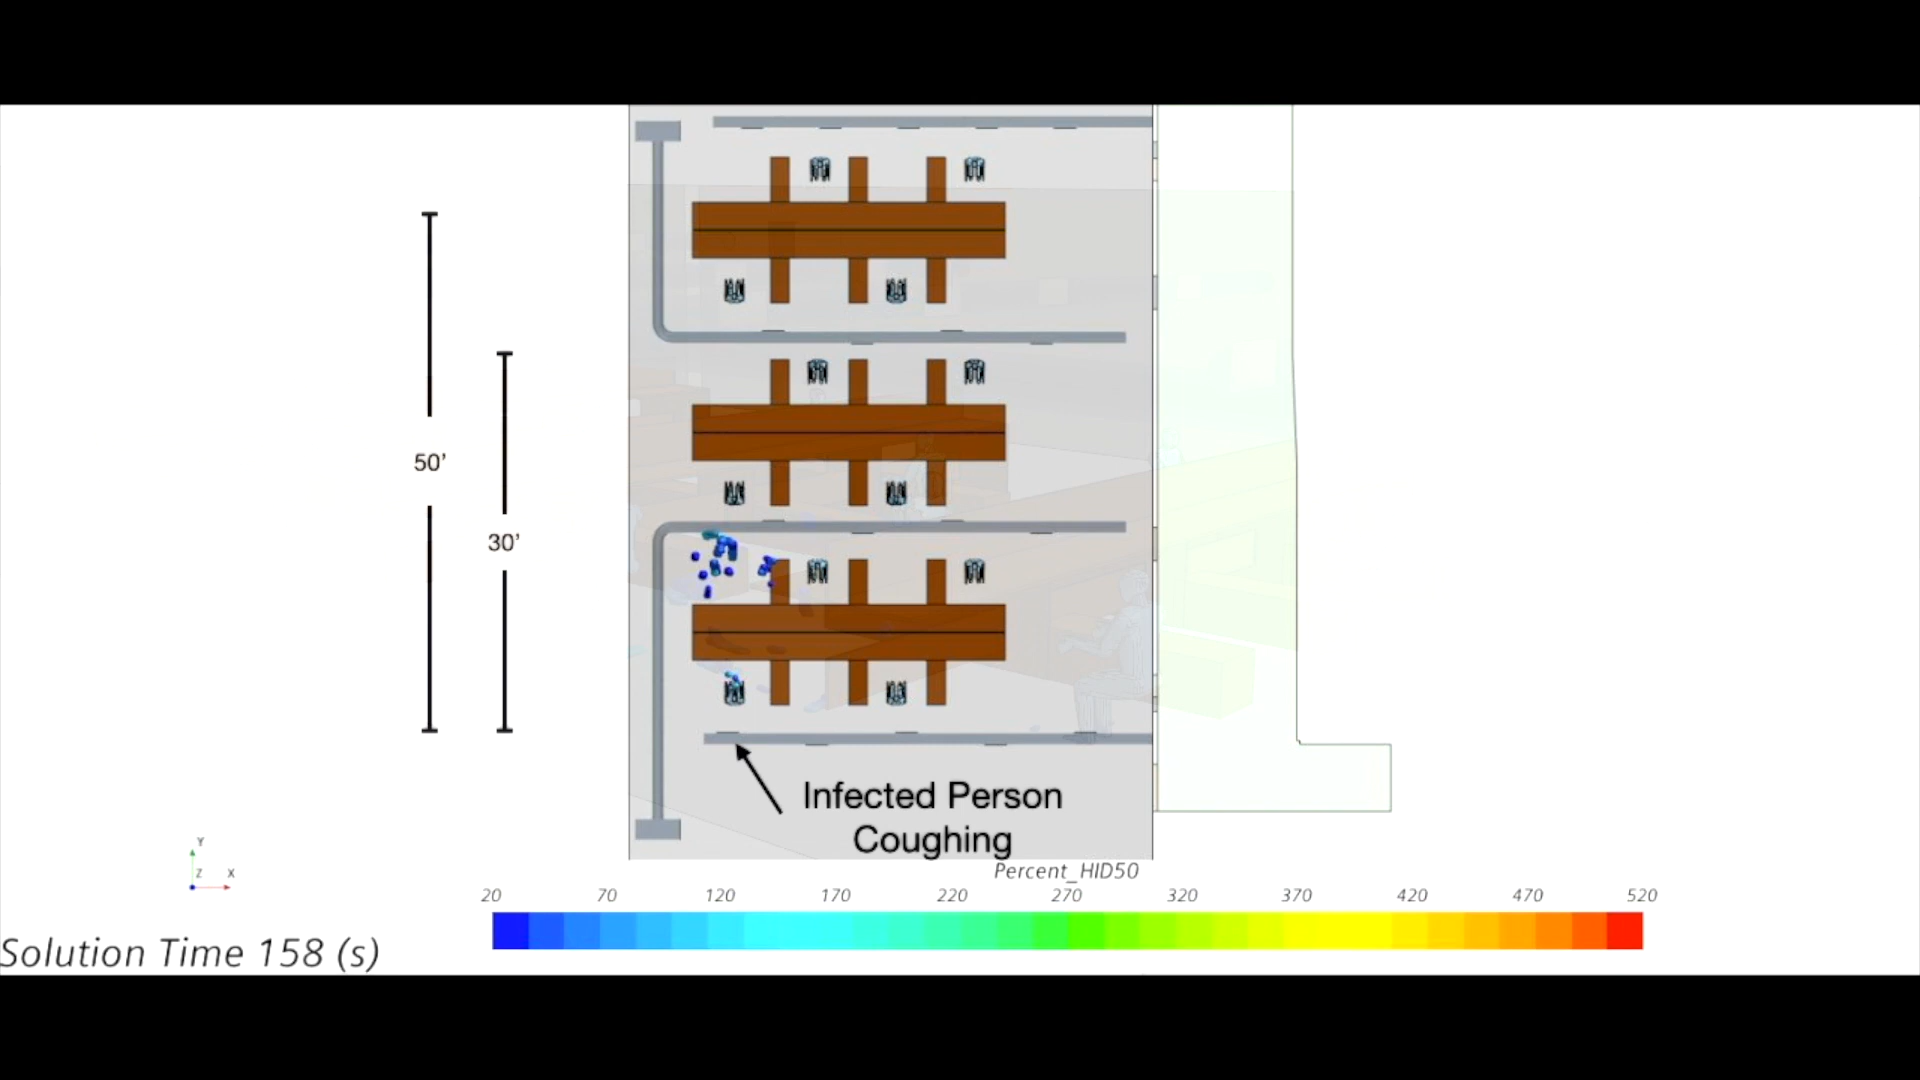 50’
30’
Infected Person
Coughing
Percent_HID50
20 70 120 170 220 270 320 370 420 470 520
Y
Z X
Solution Time 158 (s)